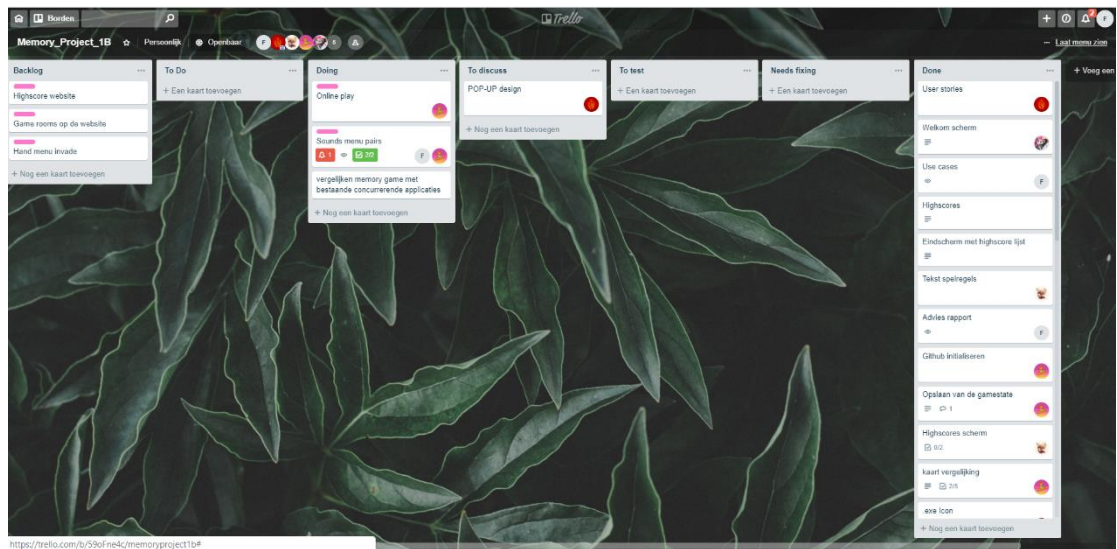 Borden
Trello
+
2
F
Memory_Project_1B
Persoonlijk
Openbaar
F
6
··· Laat menu zien
Backlog ···
Highscore website
Game rooms op de website
Hand menu invade
+ Nog een kaart toevoegen
To Do ···
+ Een kaart toevoegen
Doing ···
Online play
Sounds menu pairs
1
2/2
F
vergelijken memory game met
bestaande concurrerende applicaties
+ Nog een kaart toevoegen
To discuss ···
POP-UP design
+ Nog een kaart toevoegen
To test ···
+ Een kaart toevoegen
Needs fixing ···
+ Een kaart toevoegen
Done ···
User stories
Welkom scherm
Use cases
F
Highscores
Eindscherm met highscore lijst
Tekst spelregels
Advies rapport
F
Github initialiseren
Opslaan van de gamestate
1
Highscores scherm
0/2
kaart vergelijking
2/5
.exe Icon
+ Nog een kaart toevoegen
+ Voeg een
https://trello.com/b/59oFne4c/memoryproject1b#